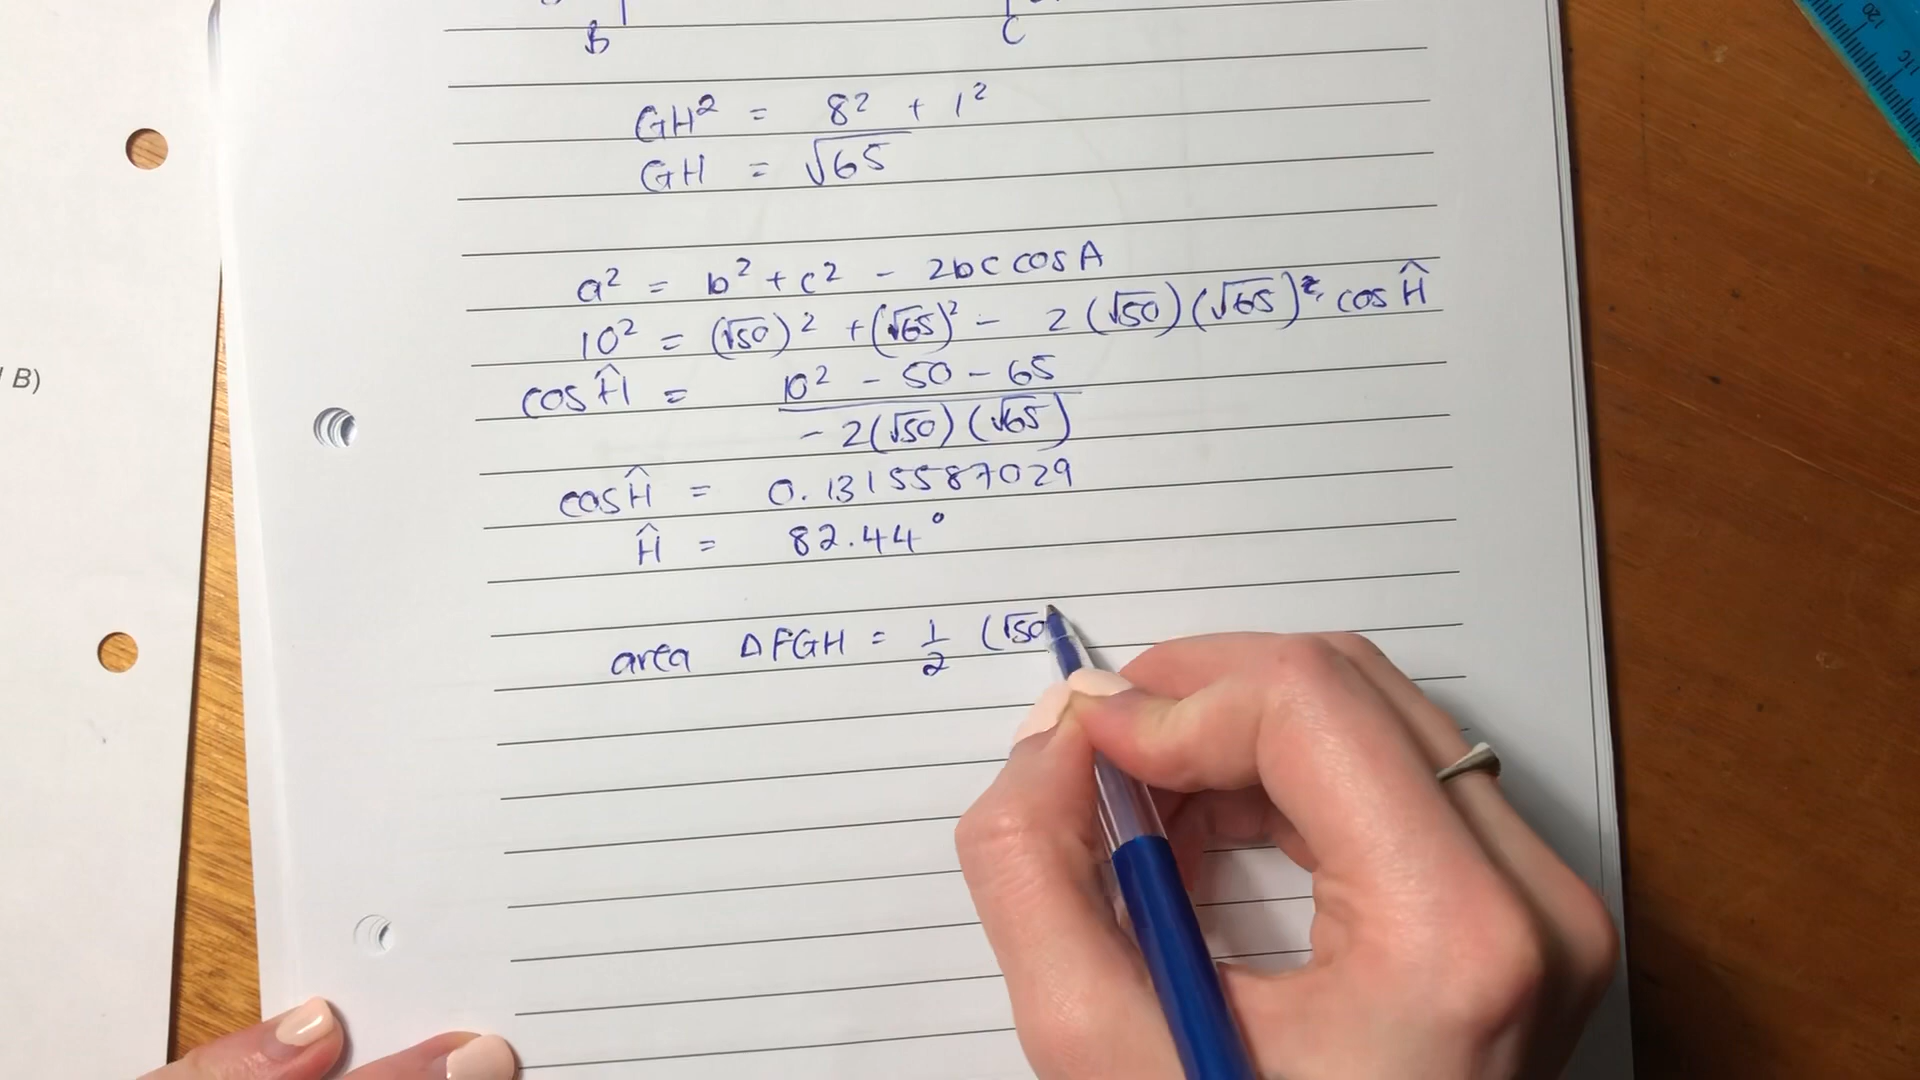 B C
GH² = 8² + 1²
GH = √65
a² = b² + c² - 2bc cos A
10² = (√50)² + (√65)² - 2(√50)(√65) cos Ĥ
cos Ĥ = 10² - 50 - 65
B)
-2(√50)(√65)
cos Ĥ = 0.1315587029
Ĥ = 82.44°
area ΔFGH = 1/2 (√50
120